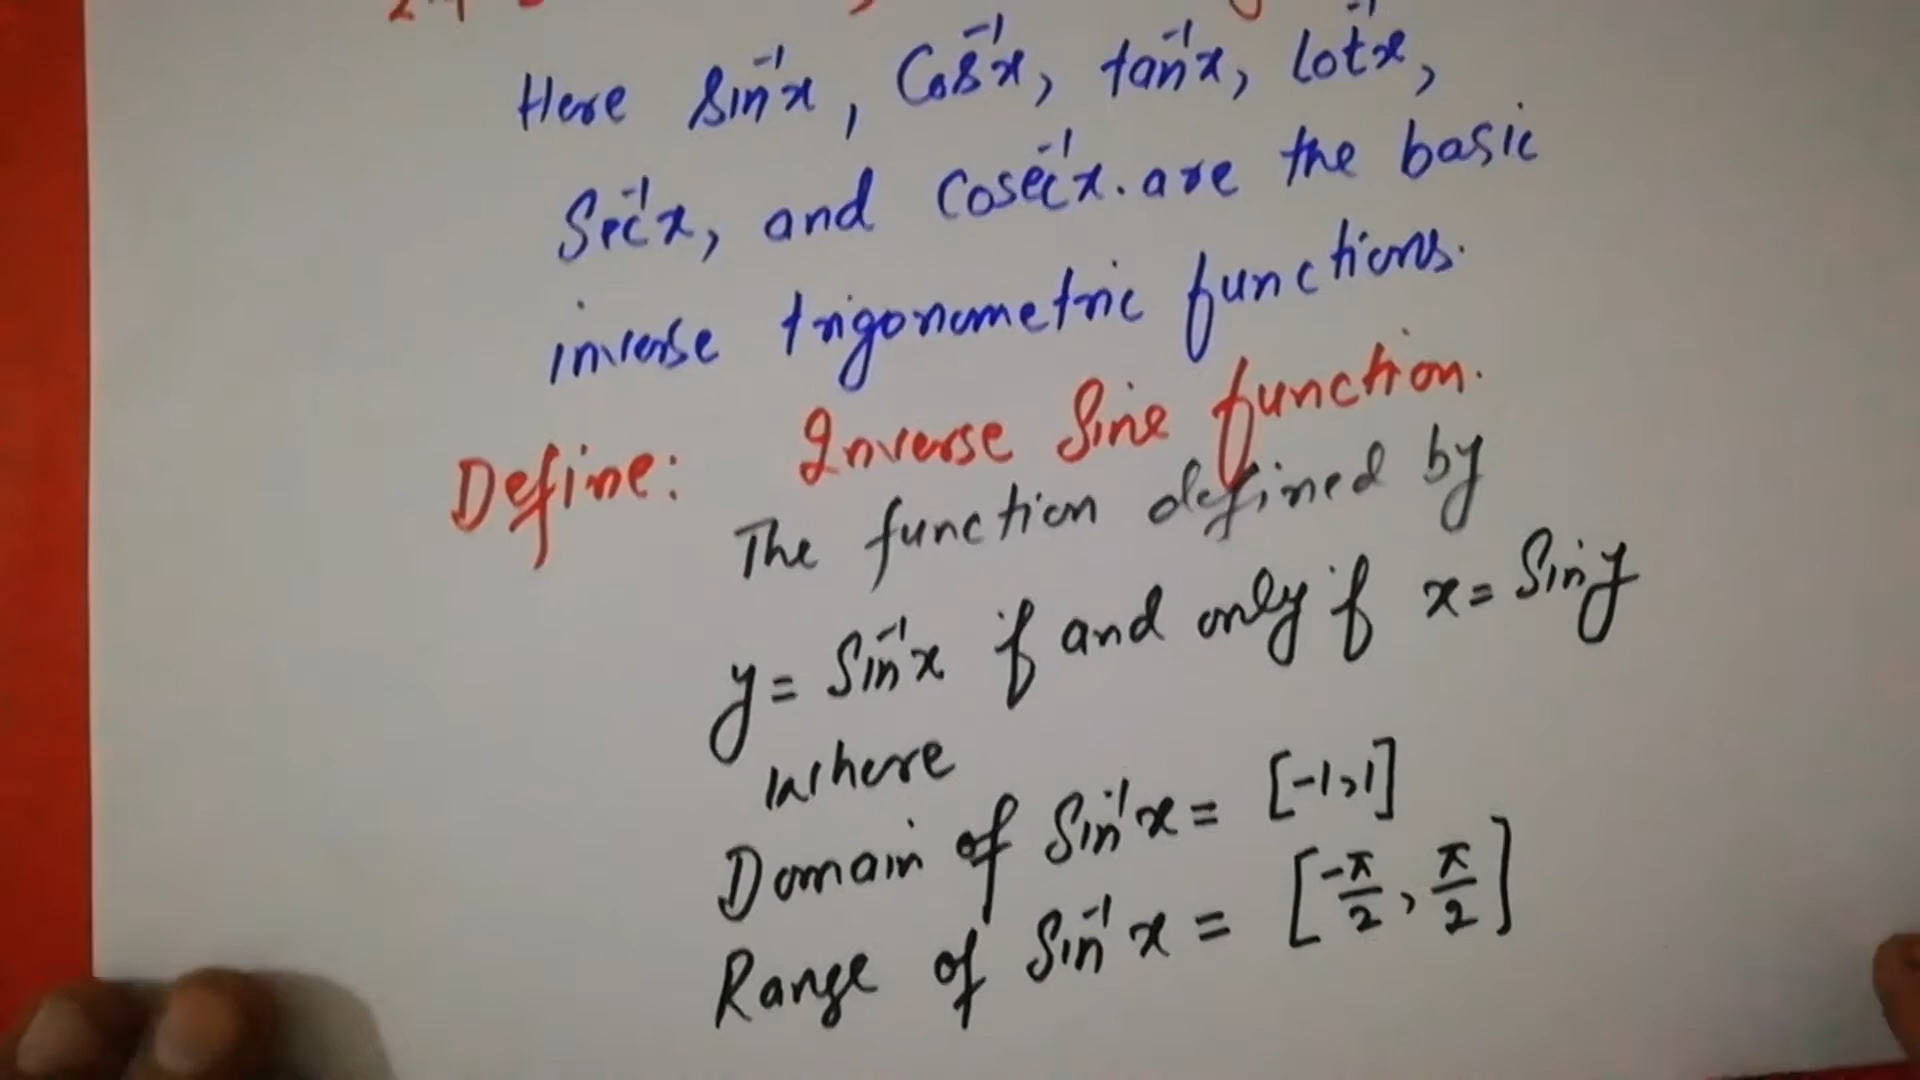 Here Sin⁻¹x, Cos⁻¹x, tan⁻¹x, Cot⁻¹x,
Sec⁻¹x, and Cosec⁻¹x. are the basic
inverse trigonometric functions.
Define: Inverse Sine function.
The function defined by
y = Sin⁻¹x if and only if x = Sin y
where
Domain of Sin⁻¹x = [-1,1]
Range of Sin⁻¹x = [-π/2, π/2]